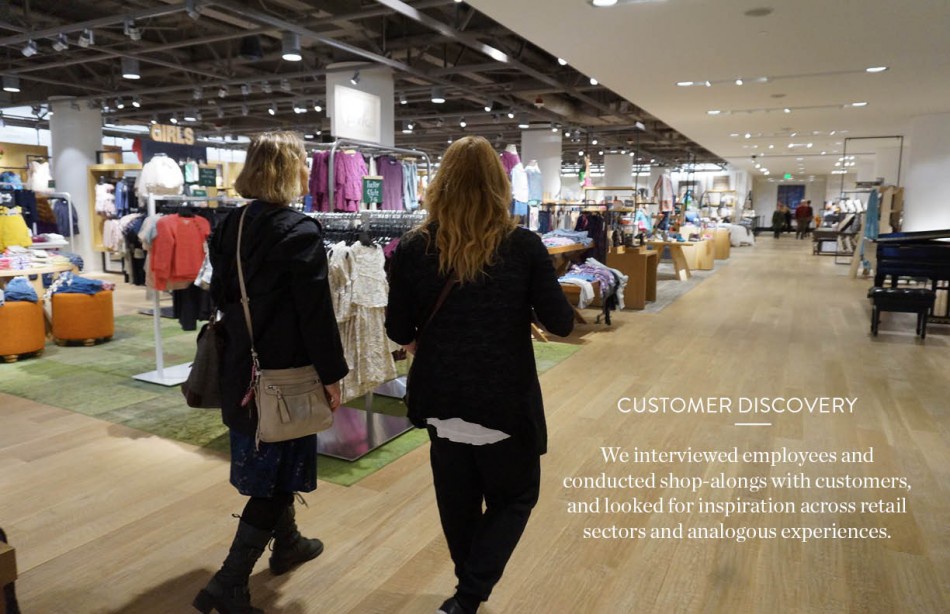 GIRLS
CUSTOMER DISCOVERY
We interviewed employees and
conducted shop-alongs with customers,
and looked for inspiration across retail
sectors and analogous experiences.